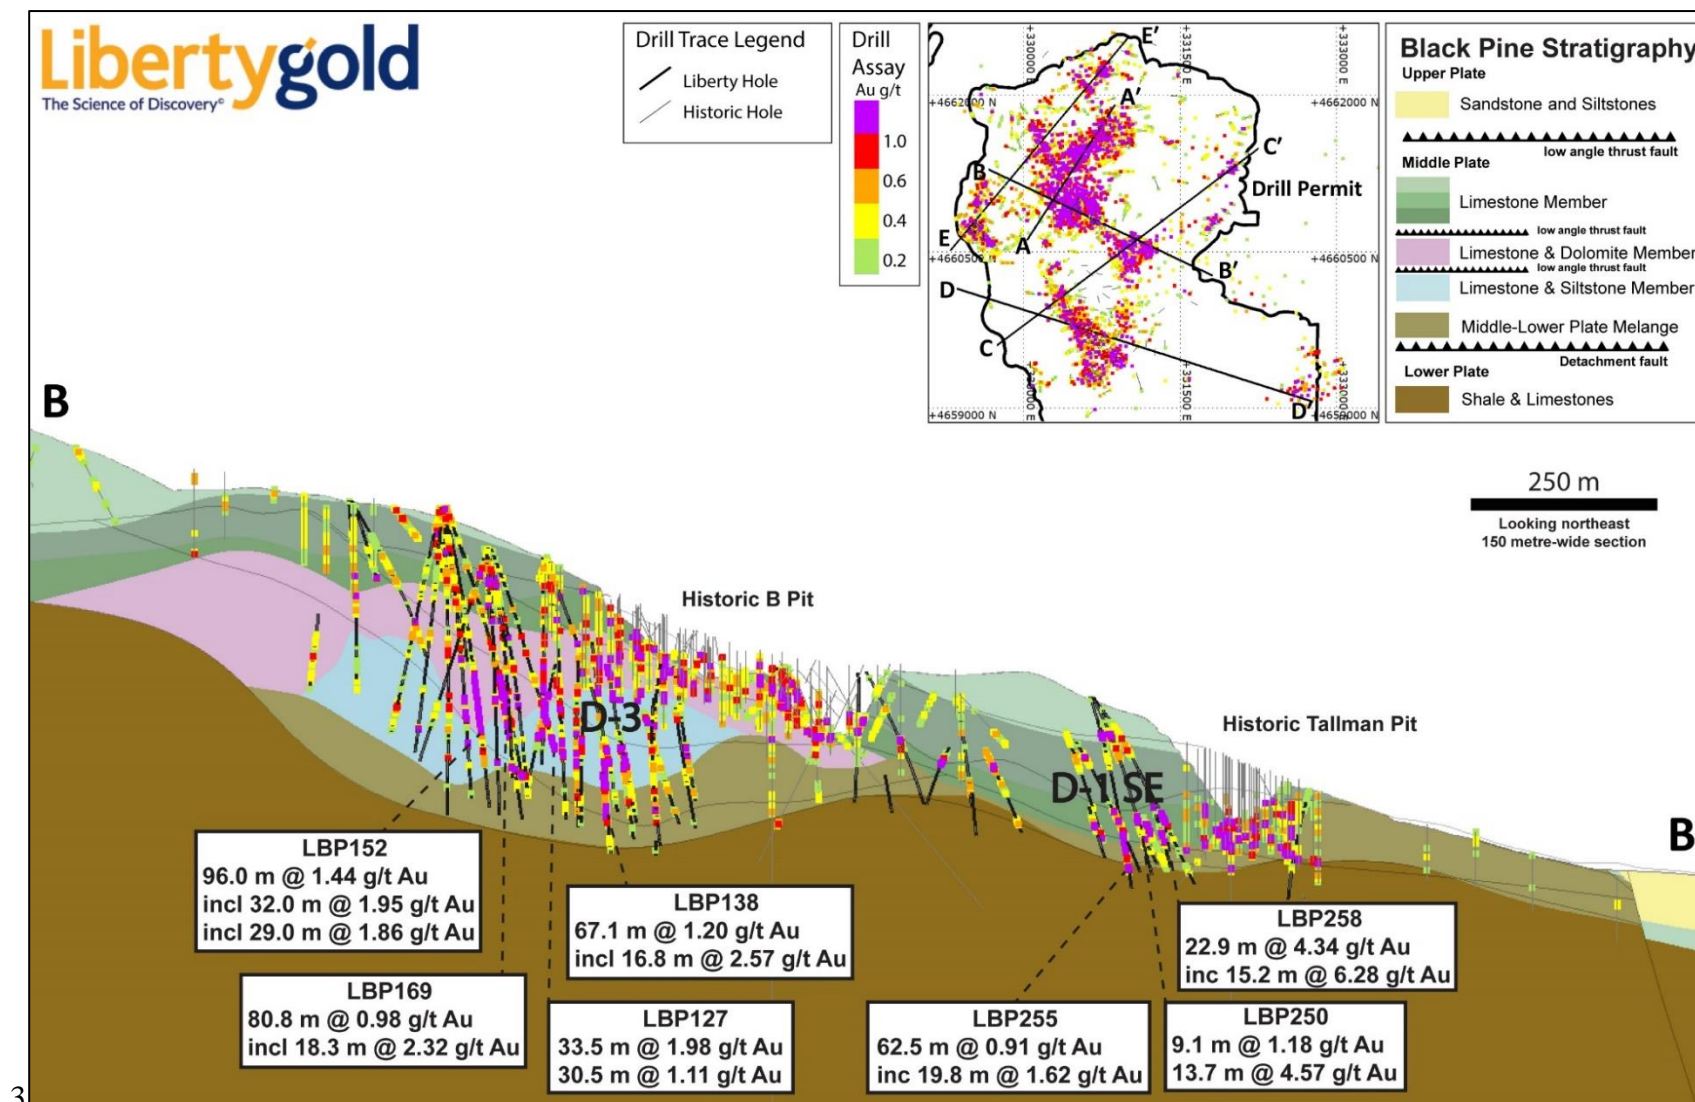 Libertygold
The Science of Discovery©
Drill Trace Legend
Liberty Hole
Historic Hole
Drill
Assay
Au g/t
1.0
0.6
0.4
0.2
E'
A'
C'
B
Drill Permit
E
A
B'
D
C
D'
+4662000 N
+4662000 N
+4660500 N
+4660500 N
+4659000 N
+331500 E
+333000 E
Black Pine Stratigraphy
Upper Plate
Sandstone and Siltstones
low angle thrust fault
Middle Plate
Limestone Member
low angle thrust fault
Limestone & Dolomite Member
low angle thrust fault
Limestone & Siltstone Member
Middle-Lower Plate Melange
Detachment fault
Lower Plate
Shale & Limestones
B
250 m
Looking northeast
150 metre-wide section
Historic B Pit
Historic Tallman Pit
D-3
D-1 SE
B
LBP152
96.0 m @ 1.44 g/t Au
incl 32.0 m @ 1.95 g/t Au
incl 29.0 m @ 1.86 g/t Au
LBP138
67.1 m @ 1.20 g/t Au
incl 16.8 m @ 2.57 g/t Au
LBP258
22.9 m @ 4.34 g/t Au
inc 15.2 m @ 6.28 g/t Au
LBP169
80.8 m @ 0.98 g/t Au
incl 18.3 m @ 2.32 g/t Au
LBP127
33.5 m @ 1.98 g/t Au
30.5 m @ 1.11 g/t Au
LBP255
62.5 m @ 0.91 g/t Au
inc 19.8 m @ 1.62 g/t Au
LBP250
9.1 m @ 1.18 g/t Au
13.7 m @ 4.57 g/t Au
3